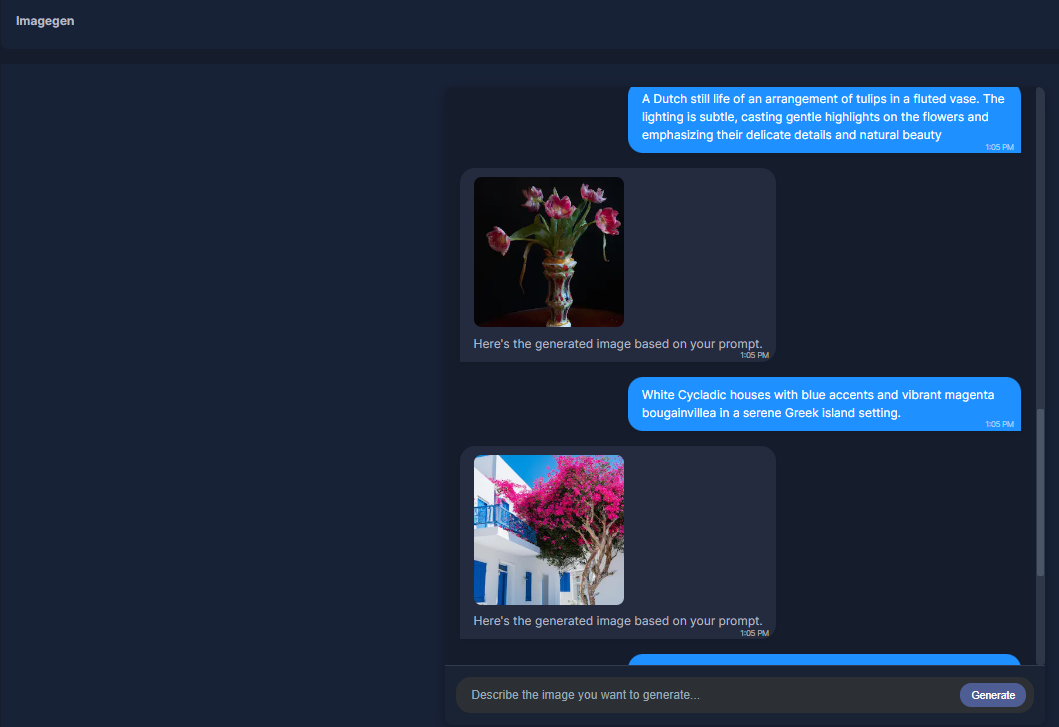 Imagegen
A Dutch still life of an arrangement of tulips in a fluted vase. The
lighting is subtle, casting gentle highlights on the flowers and
emphasizing their delicate details and natural beauty
1:05 PM
Here's the generated image based on your prompt.
1:05 PM
White Cycladic houses with blue accents and vibrant magenta
bougainvillea in a serene Greek island setting.
1:05 PM
Here's the generated image based on your prompt.
1:05 PM
Describe the image you want to generate...
Generate